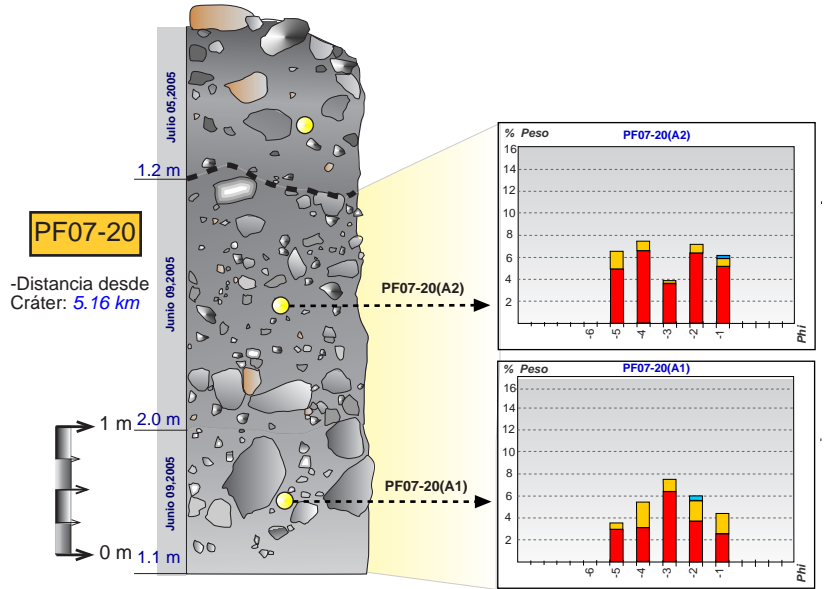 Julio 05,2005
1.2 m
PF07-20
-Distancia desde
Cráter: 5.16 km
Junio 09,2005
PF07-20(A2)
1 m
2.0 m
Junio 09,2005
PF07-20(A1)
0 m
1.1 m
% Peso
PF07-20(A2)
16
14
12
10
8
6
4
2
-6
-5
-4
-3
-2
-1
Phi
% Peso
PF07-20(A1)
16
14
12
10
8
6
4
2
-6
-5
-4
-3
-2
-1
Phi